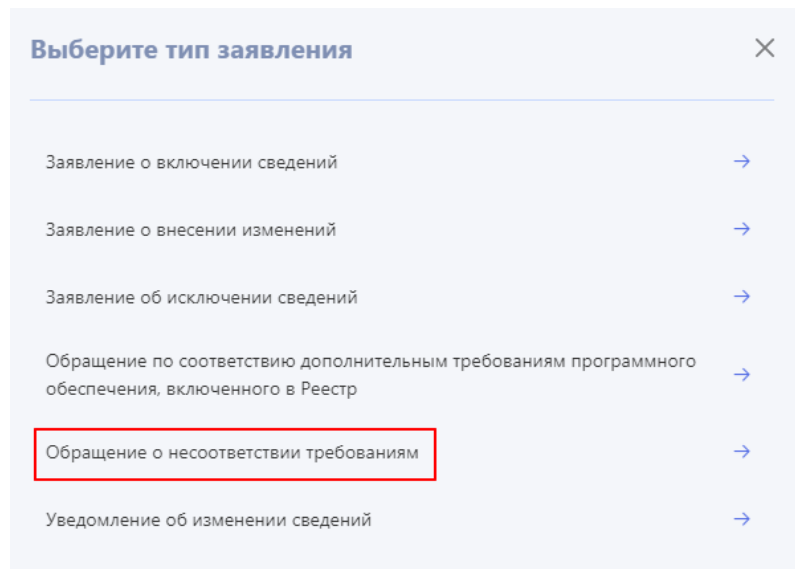 Выберите тип заявления
Заявление о включении сведений
Заявление о внесении изменений
Заявление об исключении сведений
Обращение по соответствию дополнительным требованиям программного
обеспечения, включенного в Реестр
Обращение о несоответствии требованиям
Уведомление об изменении сведений